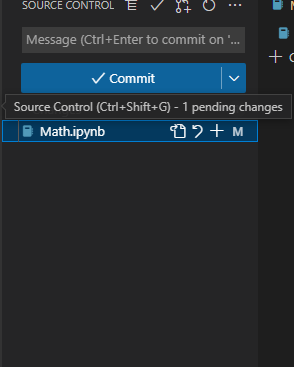 SOURCE CONTROL
Message (Ctrl+Enter to commit on '...
Commit
Source Control (Ctrl+Shift+G) - 1 pending changes
Math.ipynb M